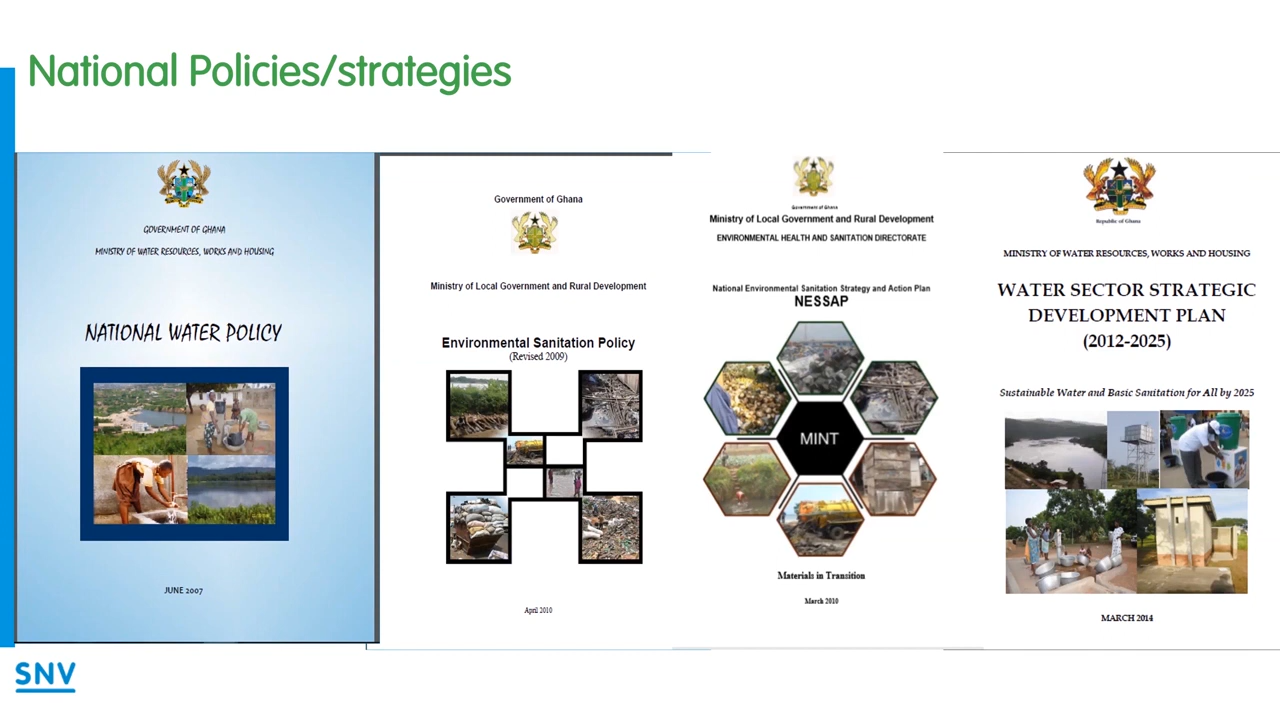 National Policies/strategies
GOVERNMENT OF GHANA
MINISTRY OF WATER RESOURCES, WORKS AND HOUSING
NATIONAL WATER POLICY
JUNE 2007
Government of Ghana
Ministry of Local Government and Rural Development
Environmental Sanitation Policy
(Revised 2009)
April 2010
Government of Ghana
Ministry of Local Government and Rural Development
ENVIRONMENTAL HEALTH AND SANITATION DIRECTORATE
National Environmental Sanitation Strategy and Action Plan
NESSAP
MINT
Materials in Transition
March 2010
Republic of Ghana
MINISTRY OF WATER RESOURCES, WORKS AND HOUSING
WATER SECTOR STRATEGIC
DEVELOPMENT PLAN
(2012-2025)
Sustainable Water and Basic Sanitation for All by 2025
MARCH 2014
SNV